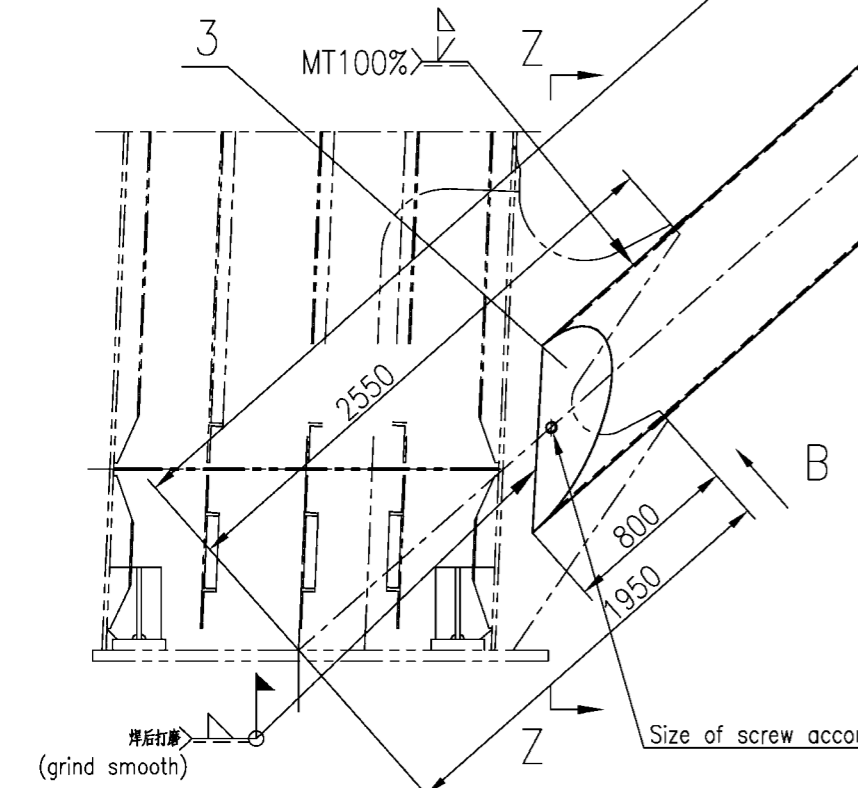 3
MT100%
Z
2550
B
800
1950
焊后打磨
(grind smooth)
Z
Size of screw accor